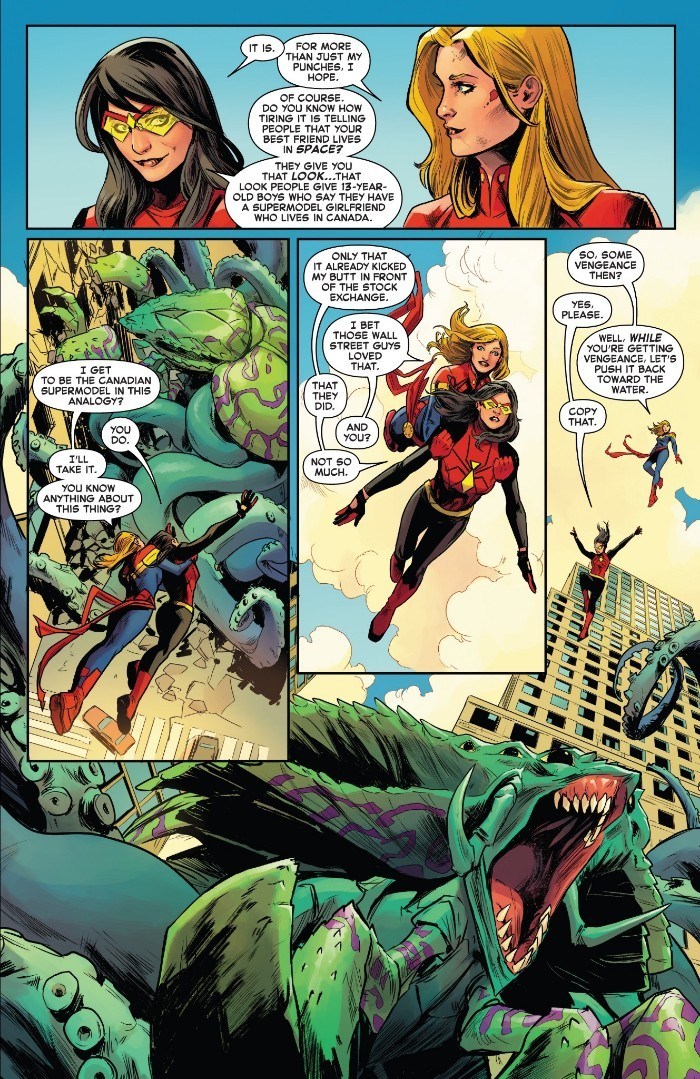 IT IS.
FOR MORE
THAN JUST MY
PUNCHES, I
HOPE.
OF COURSE.
DO YOU KNOW HOW
TIRING IT IS TELLING
PEOPLE THAT YOUR
BEST FRIEND LIVES
IN SPACE?
THEY GIVE YOU
THAT LOOK...THAT
LOOK PEOPLE GIVE 13-YEAR-
OLD BOYS WHO SAY THEY HAVE
A SUPERMODEL GIRLFRIEND
WHO LIVES IN CANADA.
I GET
TO BE THE CANADIAN
SUPERMODEL IN THIS
ANALOGY?
YOU
DO.
I'LL
TAKE IT.
YOU KNOW
ANYTHING ABOUT
THIS THING?
ONLY THAT
IT ALREADY KICKED
MY BUTT IN FRONT
OF THE STOCK
EXCHANGE.
I BET
THOSE WALL
STREET GUYS
LOVED
THAT.
THAT
THEY
DID.
AND
YOU?
NOT SO
MUCH.
SO, SOME
VENGEANCE
THEN?
YES,
PLEASE.
WELL, WHILE
YOU'RE GETTING
VENGEANCE, LET'S
PUSH IT BACK
TOWARD THE
WATER.
COPY
THAT.